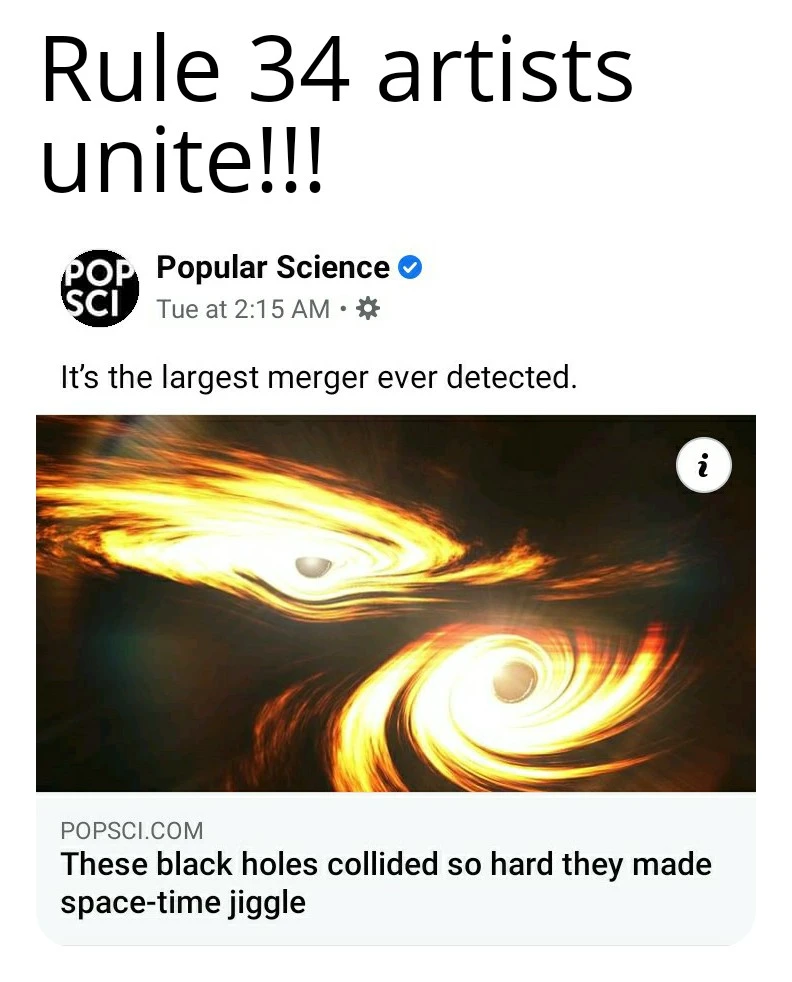 Rule 34 artists
unite!!!
POP
SCI
Popular Science
Tue at 2:15 AM •
It's the largest merger ever detected.
i
POPSCI.COM
These black holes collided so hard they made
space-time jiggle